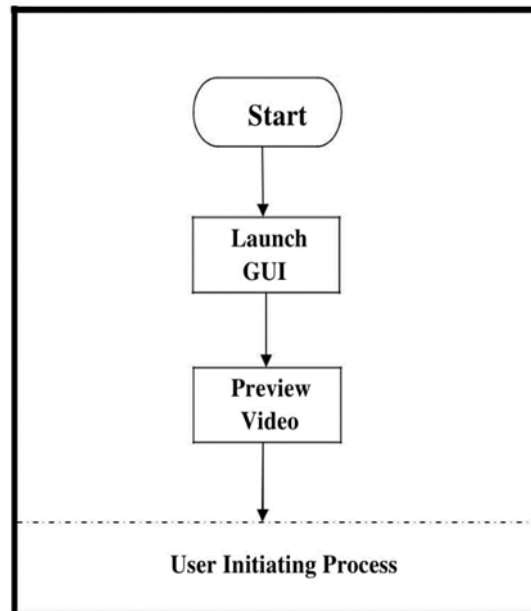 Start
Launch
GUI
Preview
Video
User Initiating Process